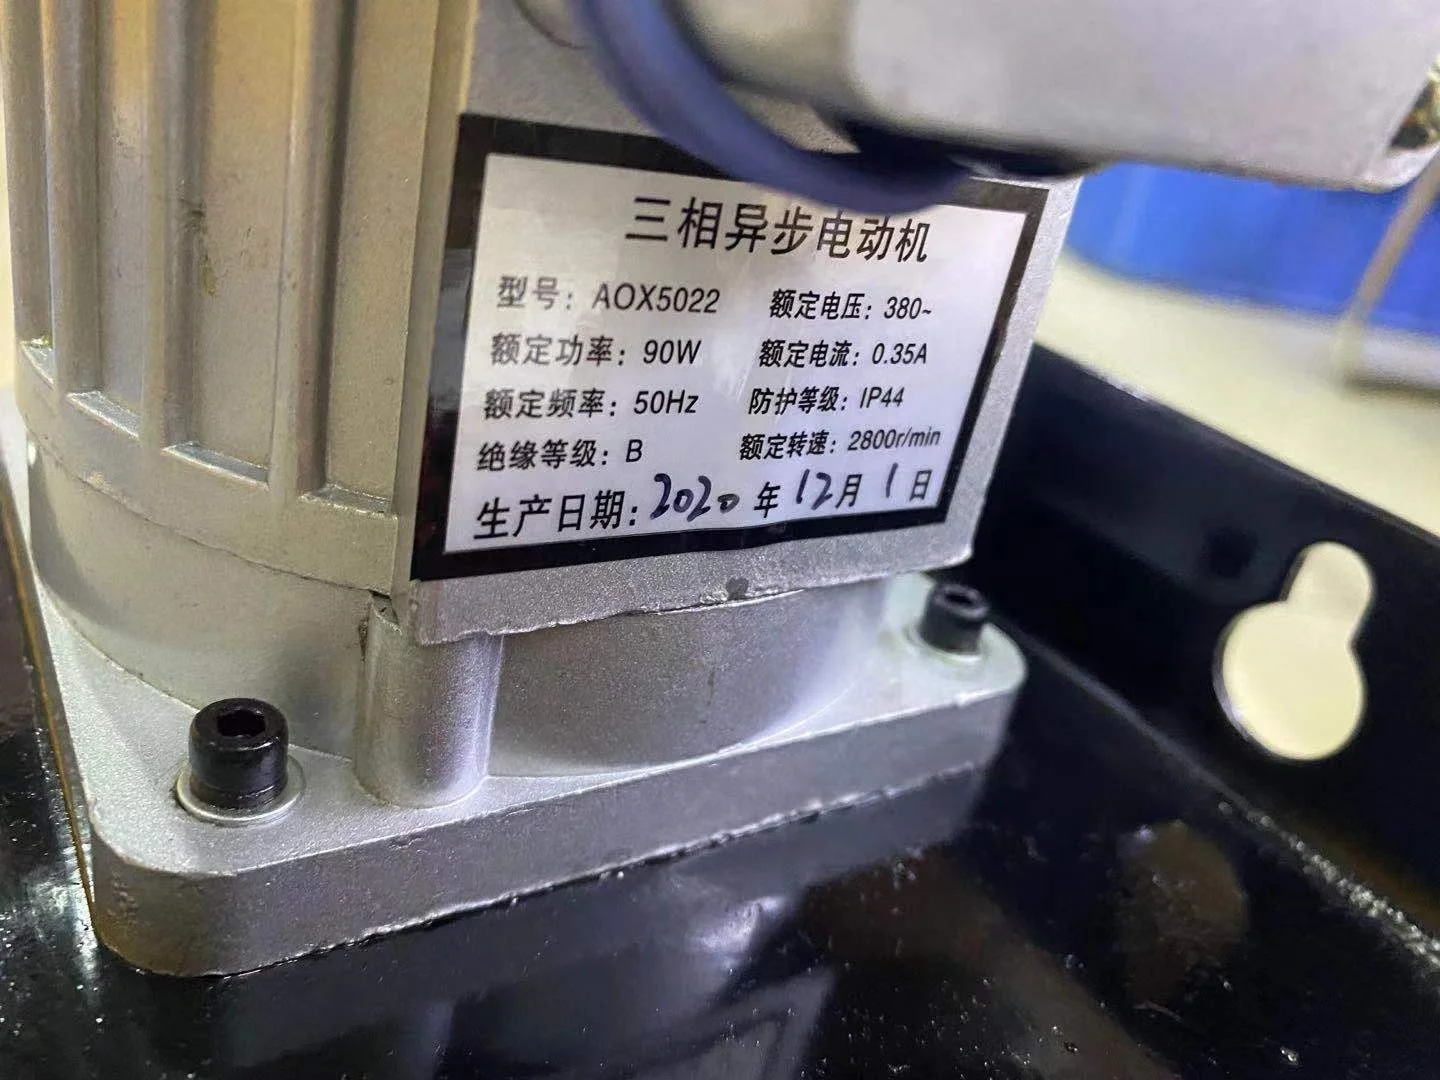 三相异步电动机
型号：AOX5022 额定电压：380~
额定功率：90W 额定电流：0.35A
额定频率：50Hz 防护等级：IP44
绝缘等级：B 额定转速：2800r/min
生产日期：2020年12月1日